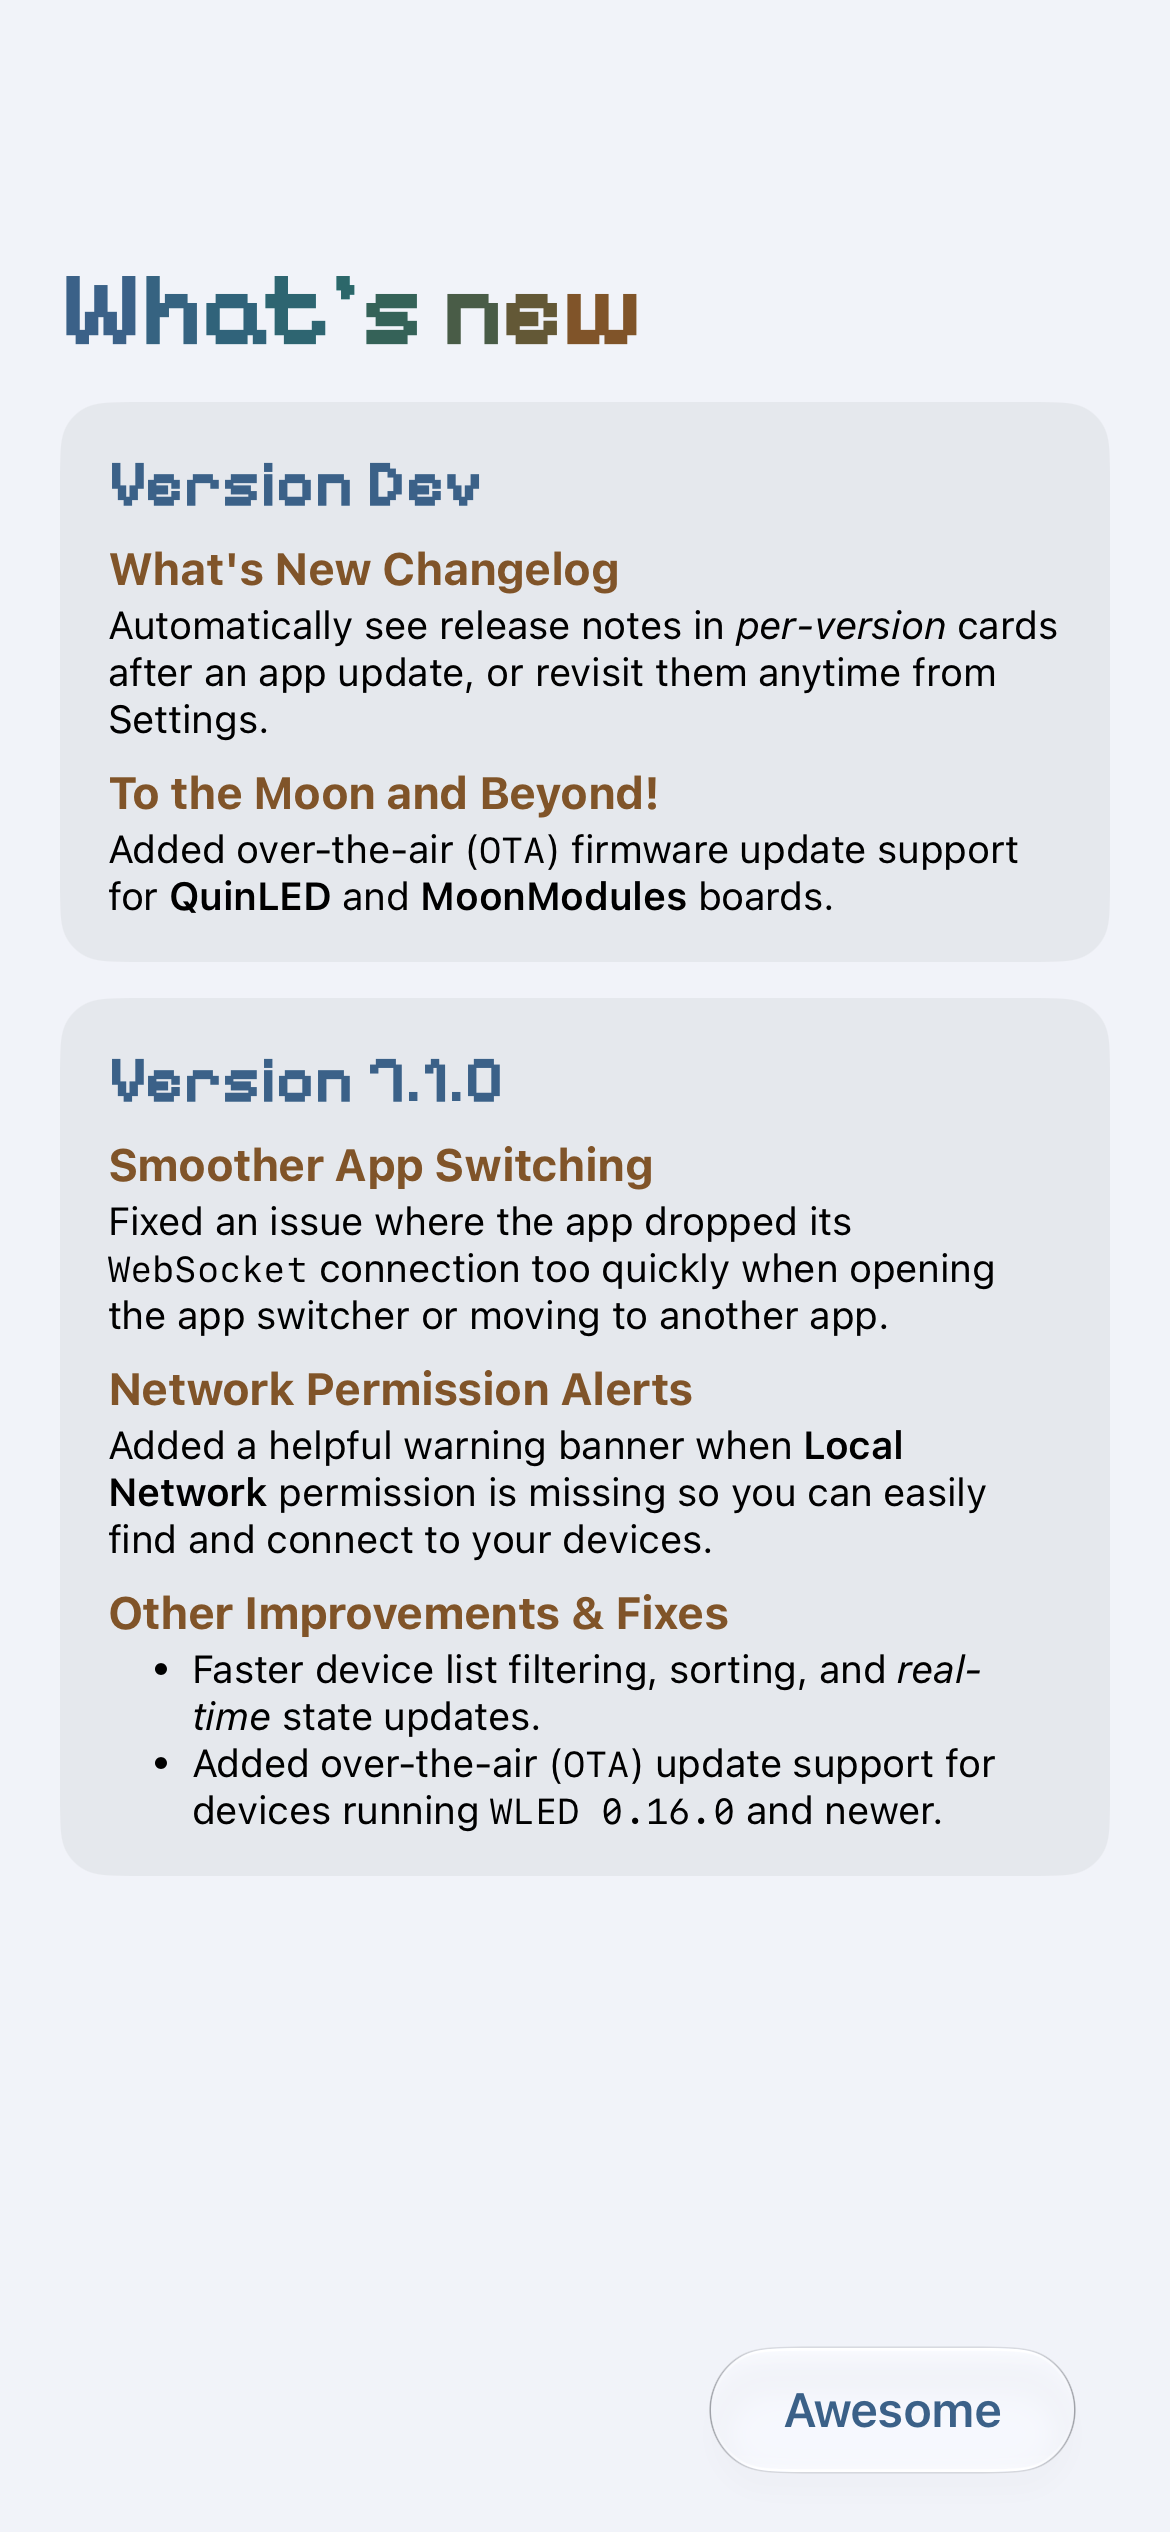 What's new
Version Dev
What's New Changelog
Automatically see release notes in per-version cards
after an app update, or revisit them anytime from
Settings.
To the Moon and Beyond!
Added over-the-air (OTA) firmware update support
for QuinLED and MoonModules boards.
Version 7.1.0
Smoother App Switching
Fixed an issue where the app dropped its
WebSocket connection too quickly when opening
the app switcher or moving to another app.
Network Permission Alerts
Added a helpful warning banner when Local
Network permission is missing so you can easily
find and connect to your devices.
Other Improvements & Fixes
• Faster device list filtering, sorting, and real-
time state updates.
• Added over-the-air (OTA) update support for
devices running WLED 0.16.0 and newer.
Awesome